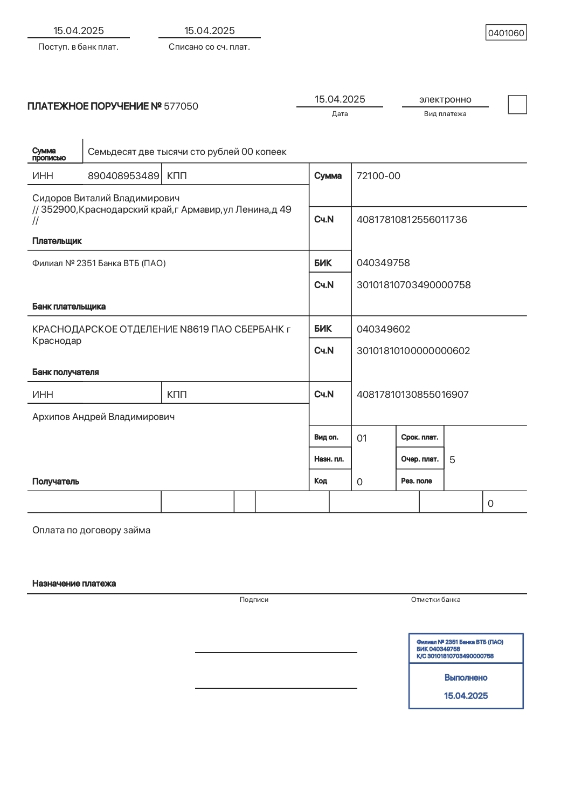 15.04.2025 15.04.2025 0401060
Поступ. в банк плат. Списано со сч. плат.
ПЛАТЕЖНОЕ ПОРУЧЕНИЕ № 577050 15.04.2025 электронно
Дата Вид платежа
Сумма прописью Семьдесят две тысячи сто рублей 00 копеек
ИНН 890408953489 КПП Сумма 72100-00
Сидоров Виталий Владимирович
// 352900,Краснодарский край,г Армавир,ул Ленина,д 49
//
Сч.N 40817810812556011736
Плательщик
Филиал № 2351 Банка ВТБ (ПАО) БИК 040349758
Сч.N 30101810703490000758
Банк плательщика
КРАСНОДАРСКОЕ ОТДЕЛЕНИЕ N8619 ПАО СБЕРБАНК г БИК 040349602
Краснодар
Сч.N 30101810100000000602
Банк получателя
ИНН КПП Сч.N 40817810130855016907
Архипов Андрей Владимирович
Вид оп. 01 Срок. плат.
Назн. пл. Очер. плат. 5
Получатель Код 0 Рез. поле
0
Оплата по договору займа
Назначение платежа
Подписи Отметки банка
Филиал № 2351 Банка ВТБ (ПАО)
БИК 040349758
К/С 30101810703490000758
Выполнено
15.04.2025